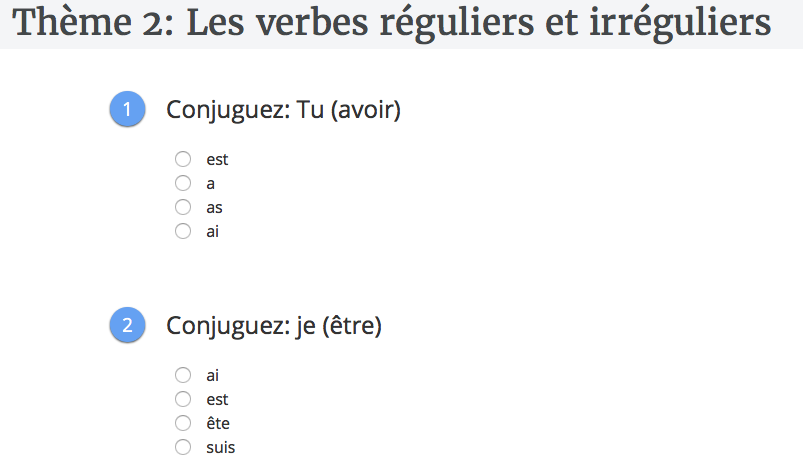 Thème 2: Les verbes réguliers et irréguliers
1 Conjuguez: Tu (avoir)
est
a
as
ai
2 Conjuguez: je (être)
ai
est
ête
suis